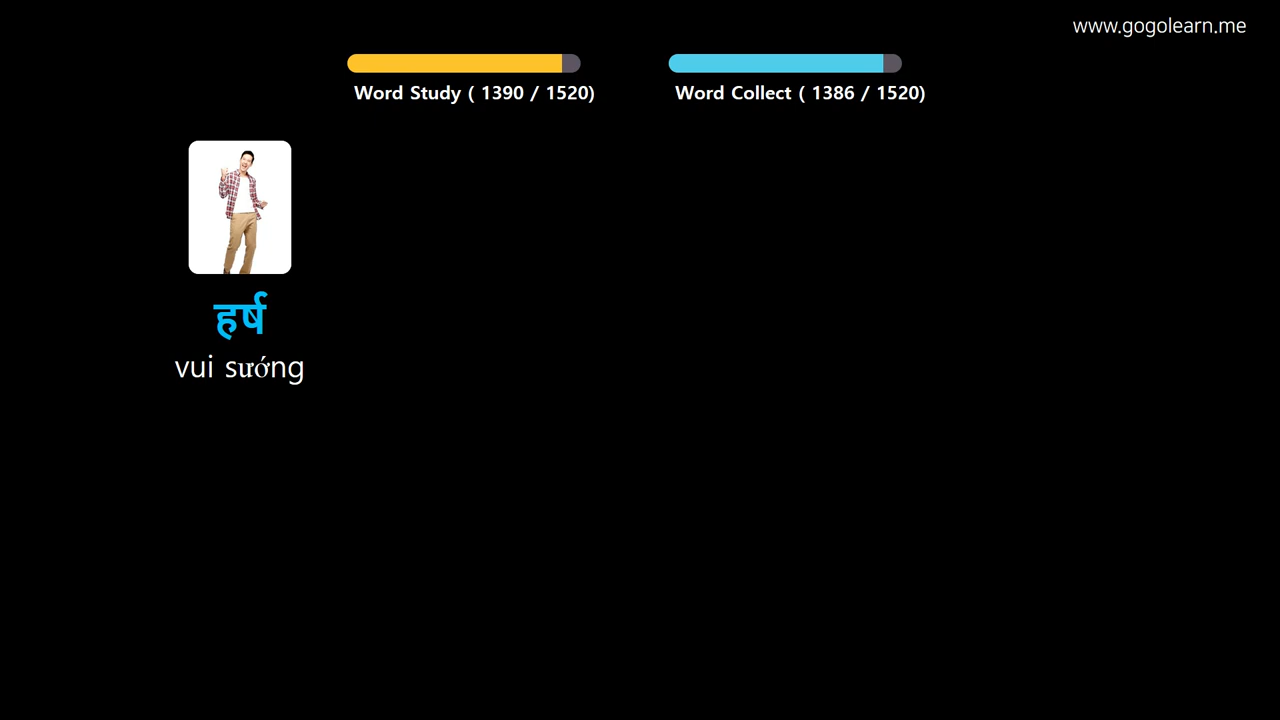 www.gogolearn.me
Word Study ( 1390 / 1520)
Word Collect ( 1386 / 1520)
हर्ष
vui sướng